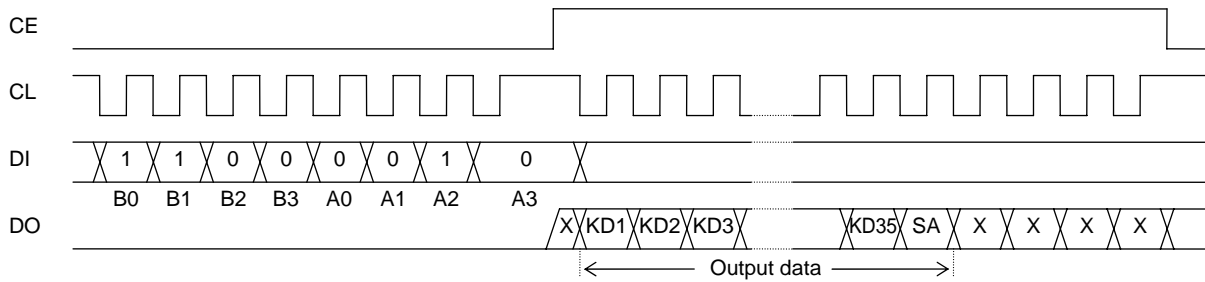 CE
CL
DI 1 1 0 0 0 0 1 0
B0 B1 B2 B3 A0 A1 A2 A3
DO X KD1 KD2 KD3 KD35 SA X X X X
Output data